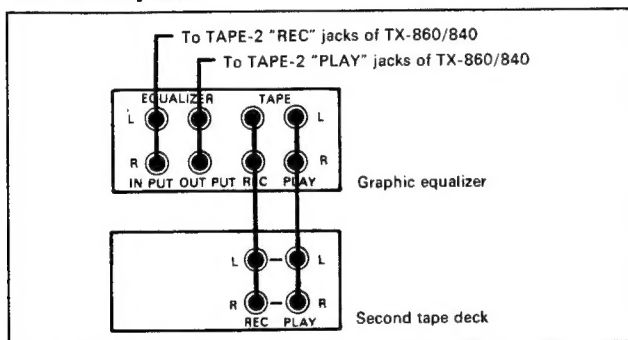 To TAPE-2 "REC" jacks of TX-860/840
To TAPE-2 "PLAY" jacks of TX-860/840
EQUALIZER TAPE
L L
R R
IN PUT OUT PUT REC PLAY
Graphic equalizer
L L
R R
REC PLAY
Second tape deck